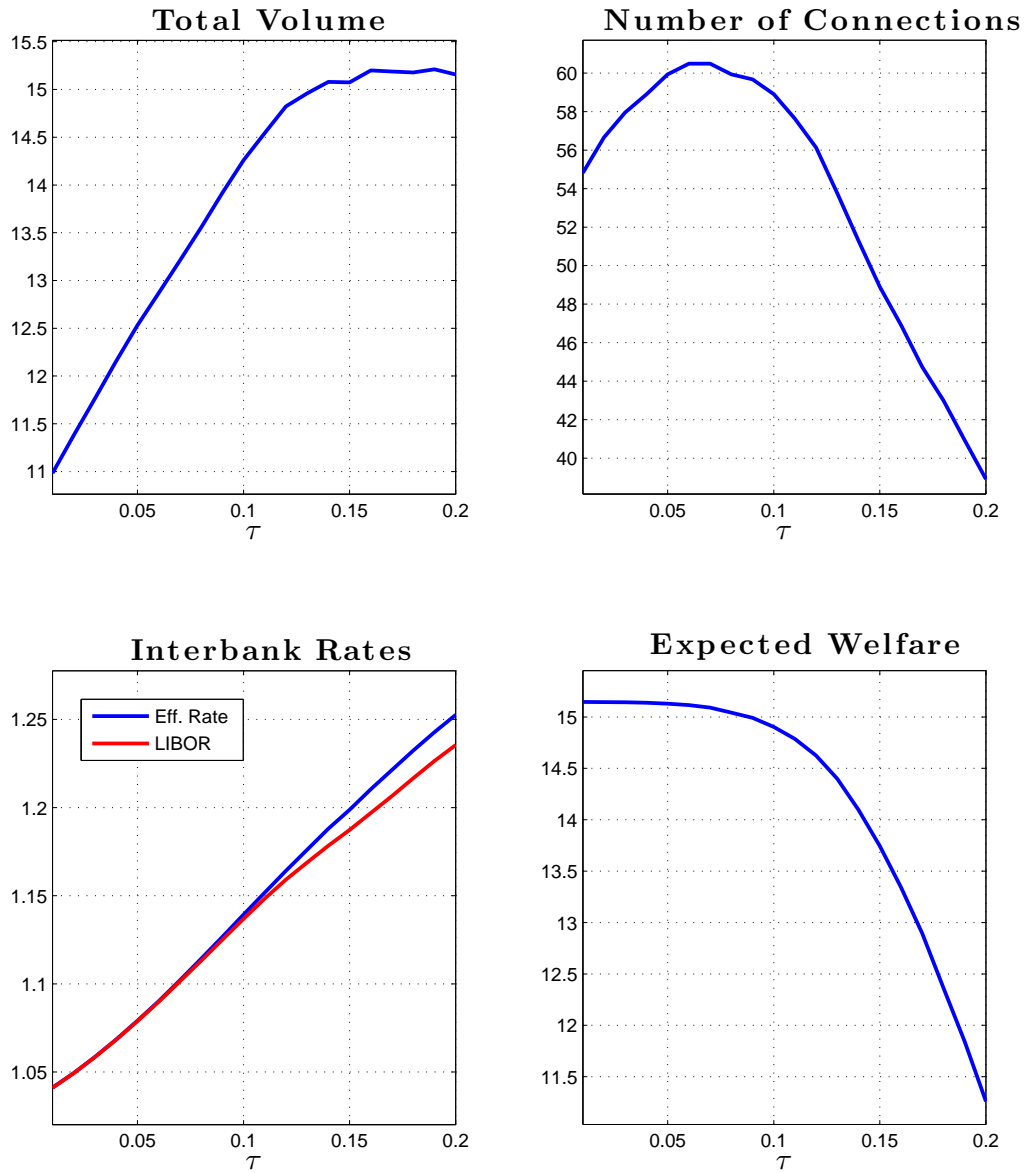 Total Volume
15.5
15
14.5
14
13.5
13
12.5
12
11.5
11
0.05 0.1 0.15 0.2
τ
Number of Connections
60
58
56
54
52
50
48
46
44
42
40
0.05 0.1 0.15 0.2
τ
Interbank Rates
Eff. Rate
LIBOR
1.25
1.2
1.15
1.1
1.05
0.05 0.1 0.15 0.2
τ
Expected Welfare
15
14.5
14
13.5
13
12.5
12
11.5
0.05 0.1 0.15 0.2
τ